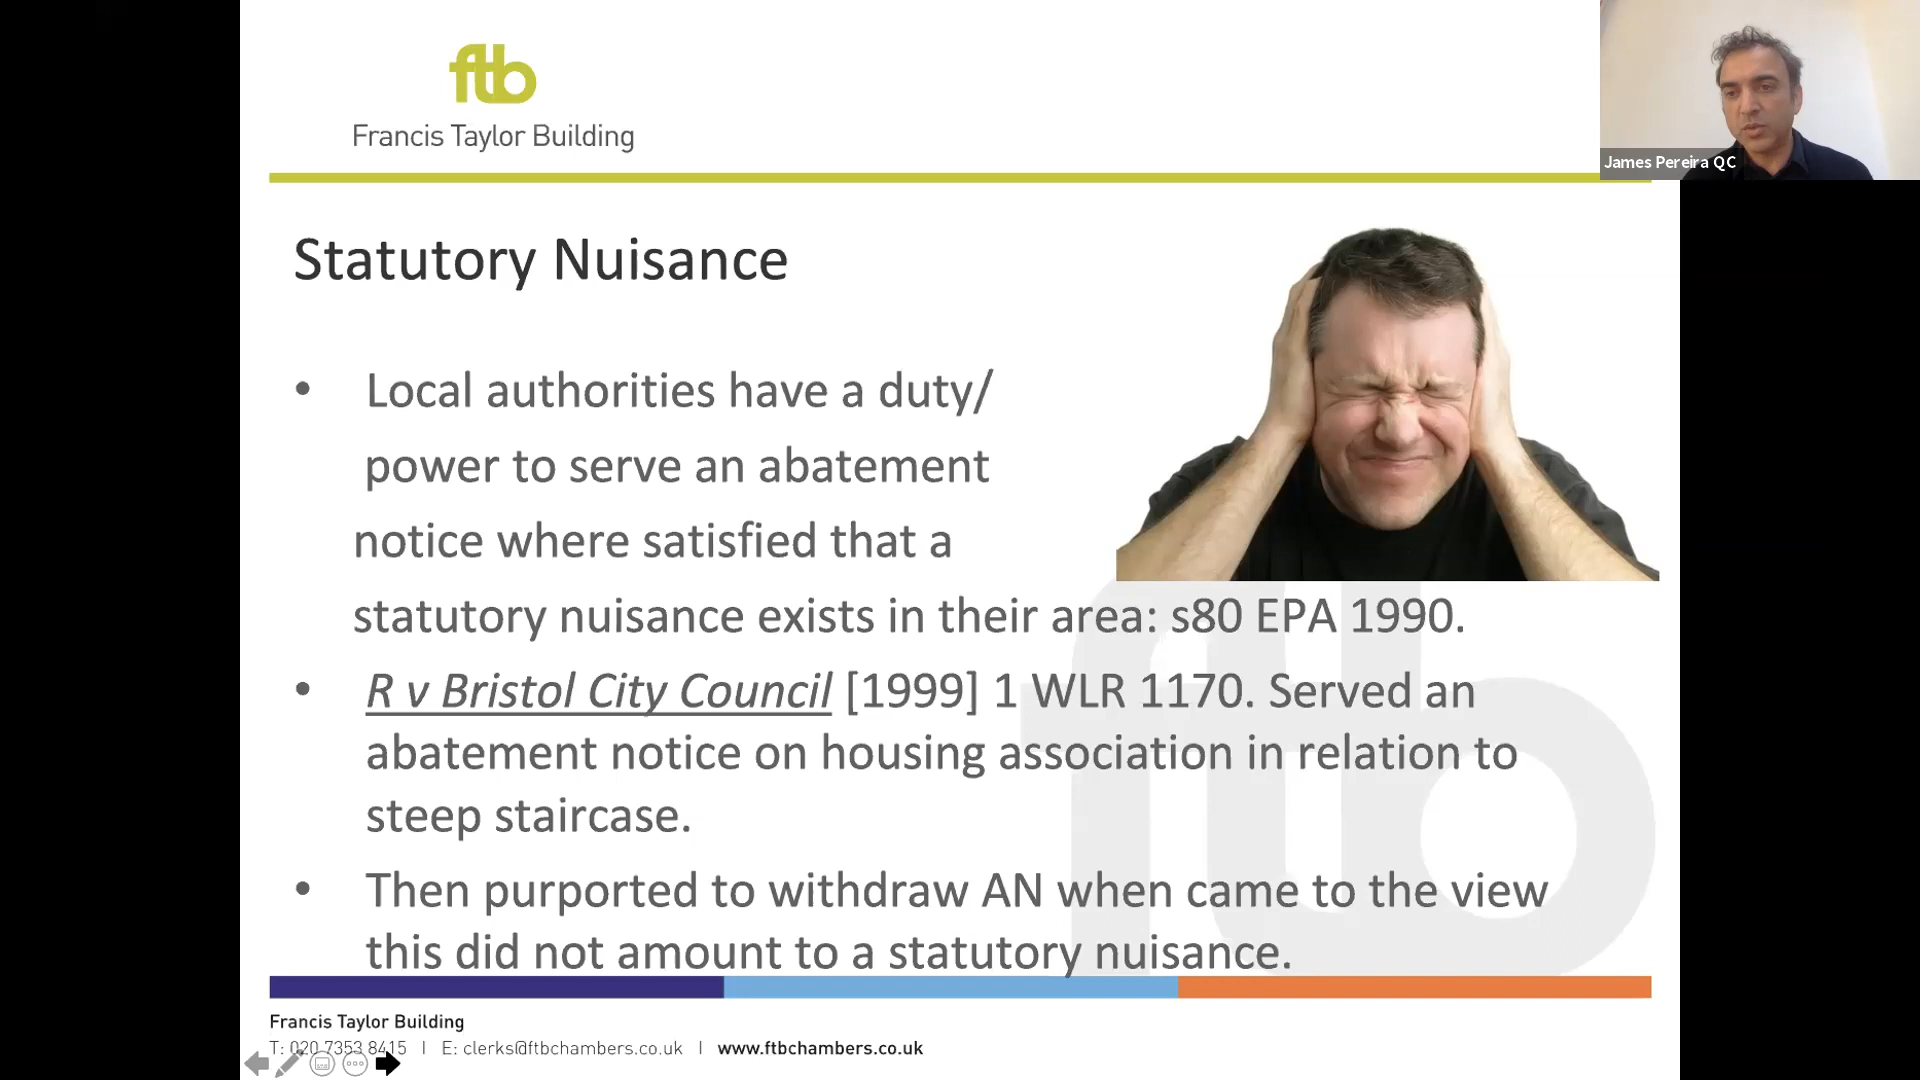 ftb
Francis Taylor Building
James Pereira QC
Statutory Nuisance
• Local authorities have a duty/
power to serve an abatement
notice where satisfied that a
statutory nuisance exists in their area: s80 EPA 1990.
• R v Bristol City Council [1999] 1 WLR 1170. Served an
abatement notice on housing association in relation to
steep staircase.
• Then purported to withdraw AN when came to the view
this did not amount to a statutory nuisance.
ftb
Francis Taylor Building
T: 020 7353 8415 I E: clerks@ftbchambers.co.uk I www.ftbchambers.co.uk